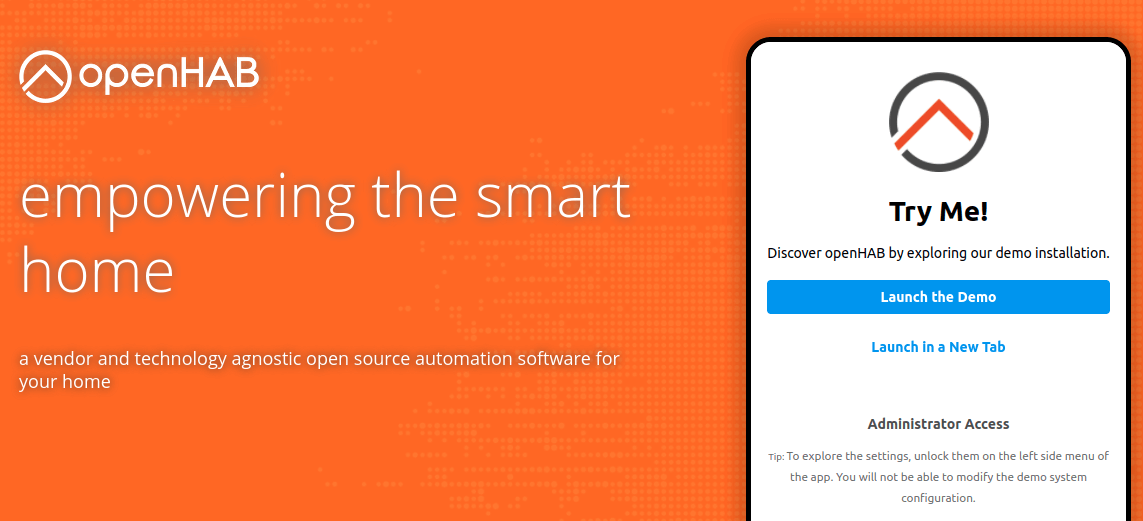 openHAB
empowering the smart
home
a vendor and technology agnostic open source automation software for
your home
Try Me!
Discover openHAB by exploring our demo installation.
Launch the Demo
Launch in a New Tab
Administrator Access
Tip: To explore the settings, unlock them on the left side menu of
the app. You will not be able to modify the demo system
configuration.